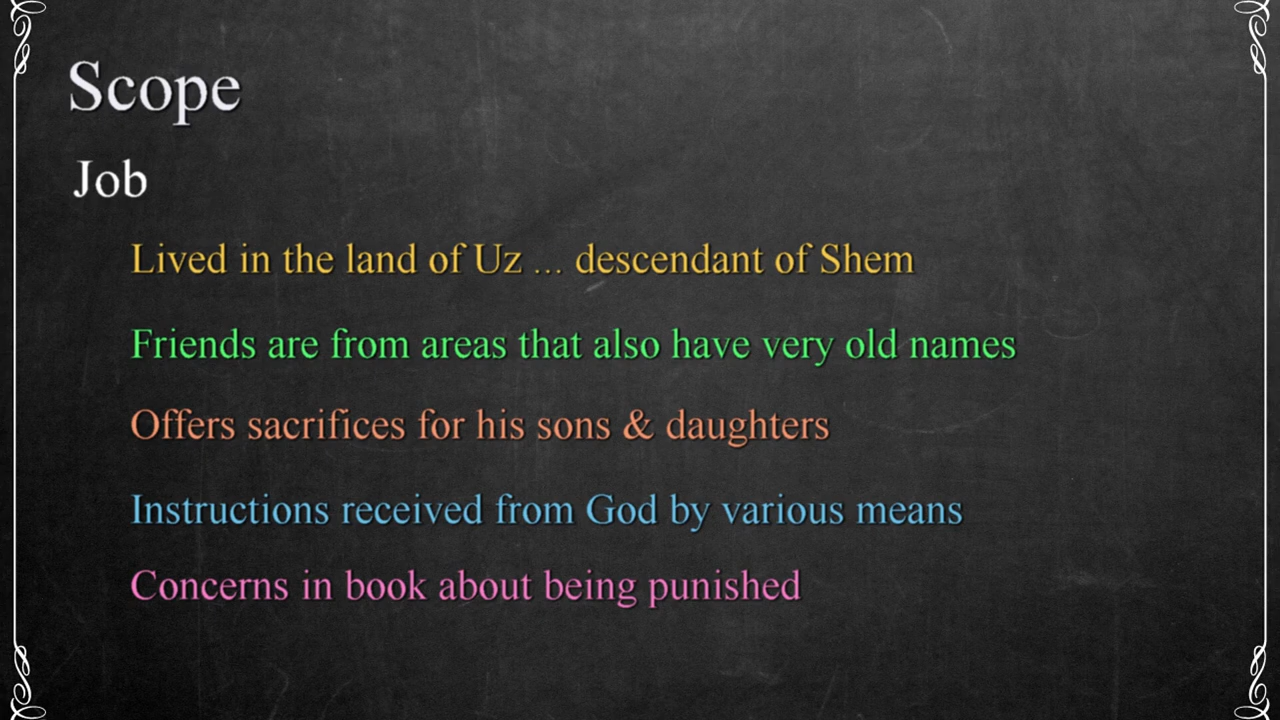 Scope
Job
Lived in the land of Uz ... descendant of Shem
Friends are from areas that also have very old names
Offers sacrifices for his sons & daughters
Instructions received from God by various means
Concerns in book about being punished